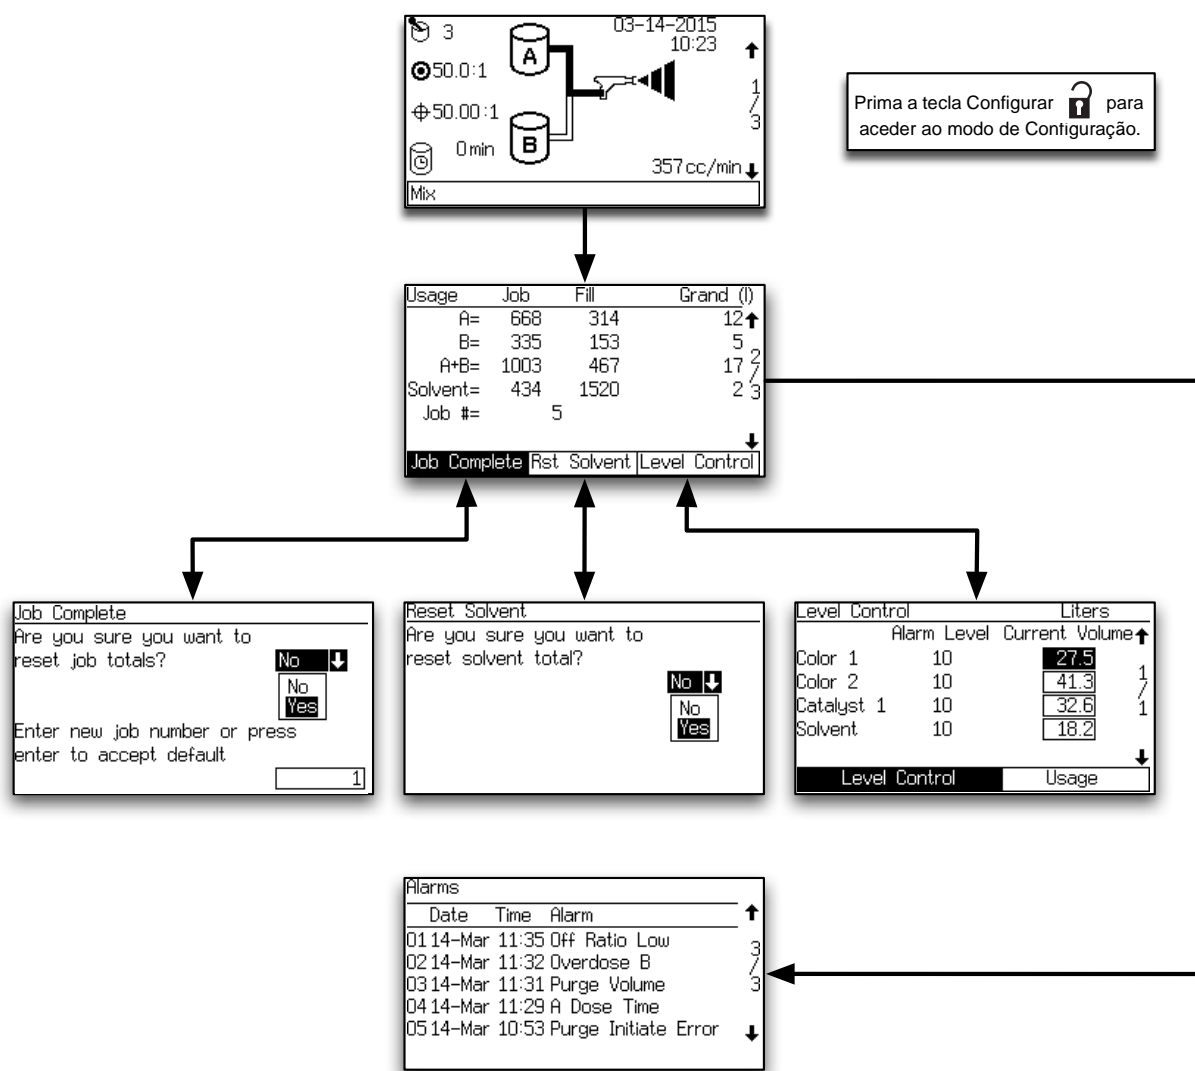 3
03-14-2015
10:23
A
50.0:1
1
/
3
50.00:1
B
0min
357cc/min
Mix
Prima a tecla Configurar para
aceder ao modo de Configuração.
Usage Job Fill Grand (l)
A= 668 314 12
B= 335 153 5
A+B= 1003 467 17
Solvent= 434 1520 2
Job #= 5
2
/
3
Job Complete Rst Solvent Level Control
Job Complete
Are you sure you want to
reset job totals? No
No
Yes
Enter new job number or press
enter to accept default
1
Reset Solvent
Are you sure you want to
reset solvent total?
No
No
Yes
Level Control Liters
Alarm Level Current Volume
Color 1 10 27.5
Color 2 10 41.3
Catalyst 1 10 32.6
Solvent 10 18.2
1
/
1
Level Control Usage
Alarms
Date Time Alarm
01 14-Mar 11:35 Off Ratio Low
02 14-Mar 11:32 Overdose B
03 14-Mar 11:31 Purge Volume
04 14-Mar 11:29 A Dose Time
05 14-Mar 10:53 Purge Initiate Error
3
/
3